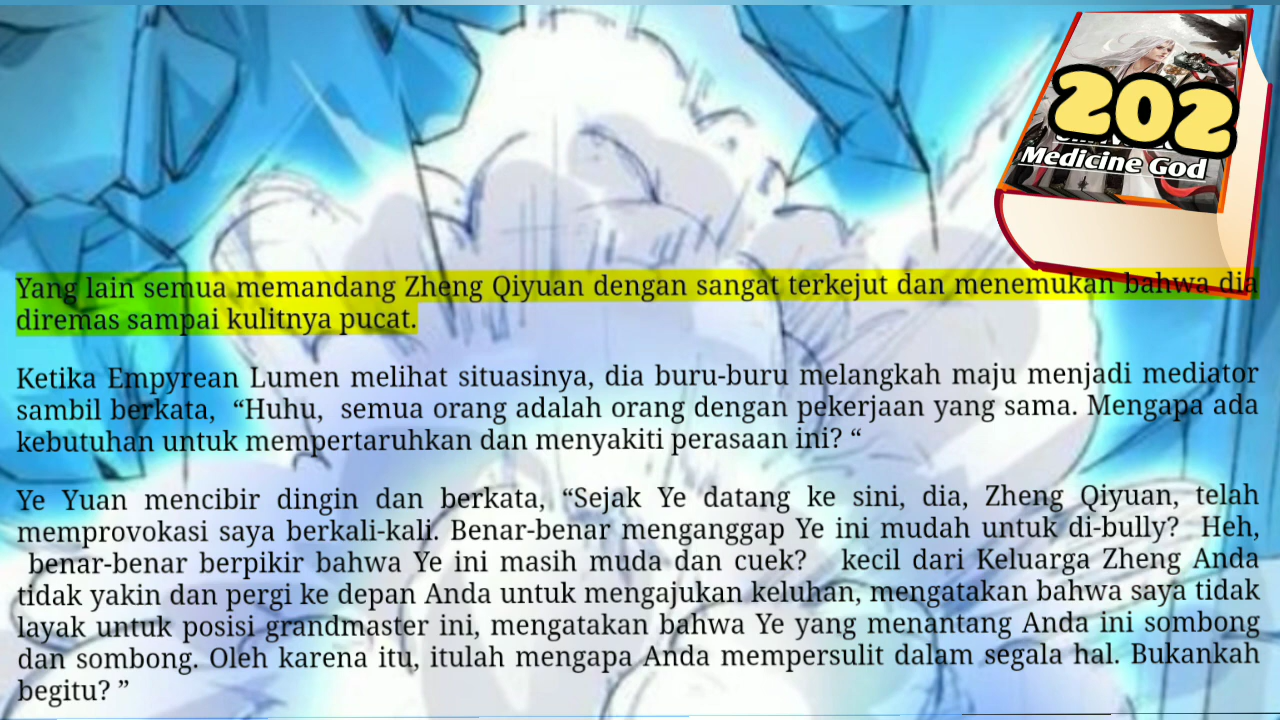 202
Medicine God
Yang lain semua memandang Zheng Qiyuan dengan sangat terkejut dan menemukan bahwa dia
diremas sampai kulitnya pucat.
Ketika Empyrean Lumen melihat situasinya, dia buru-buru melangkah maju menjadi mediator
sambil berkata, “Huhu, semua orang adalah orang dengan pekerjaan yang sama. Mengapa ada
kebutuhan untuk mempertaruhkan dan menyakiti perasaan ini? “
Ye Yuan mencibir dingin dan berkata, “Sejak Ye datang ke sini, dia, Zheng Qiyuan, telah
memprovokasi saya berkali-kali. Benar-benar menganggap Ye ini mudah untuk di-bully? Heh,
benar-benar berpikir bahwa Ye ini masih muda dan cuek? kecil dari Keluarga Zheng Anda
tidak yakin dan pergi ke depan Anda untuk mengajukan keluhan, mengatakan bahwa saya tidak
layak untuk posisi grandmaster ini, mengatakan bahwa Ye yang menantang Anda ini sombong
dan sombong. Oleh karena itu, itulah mengapa Anda mempersulit dalam segala hal. Bukankah
begitu? ”